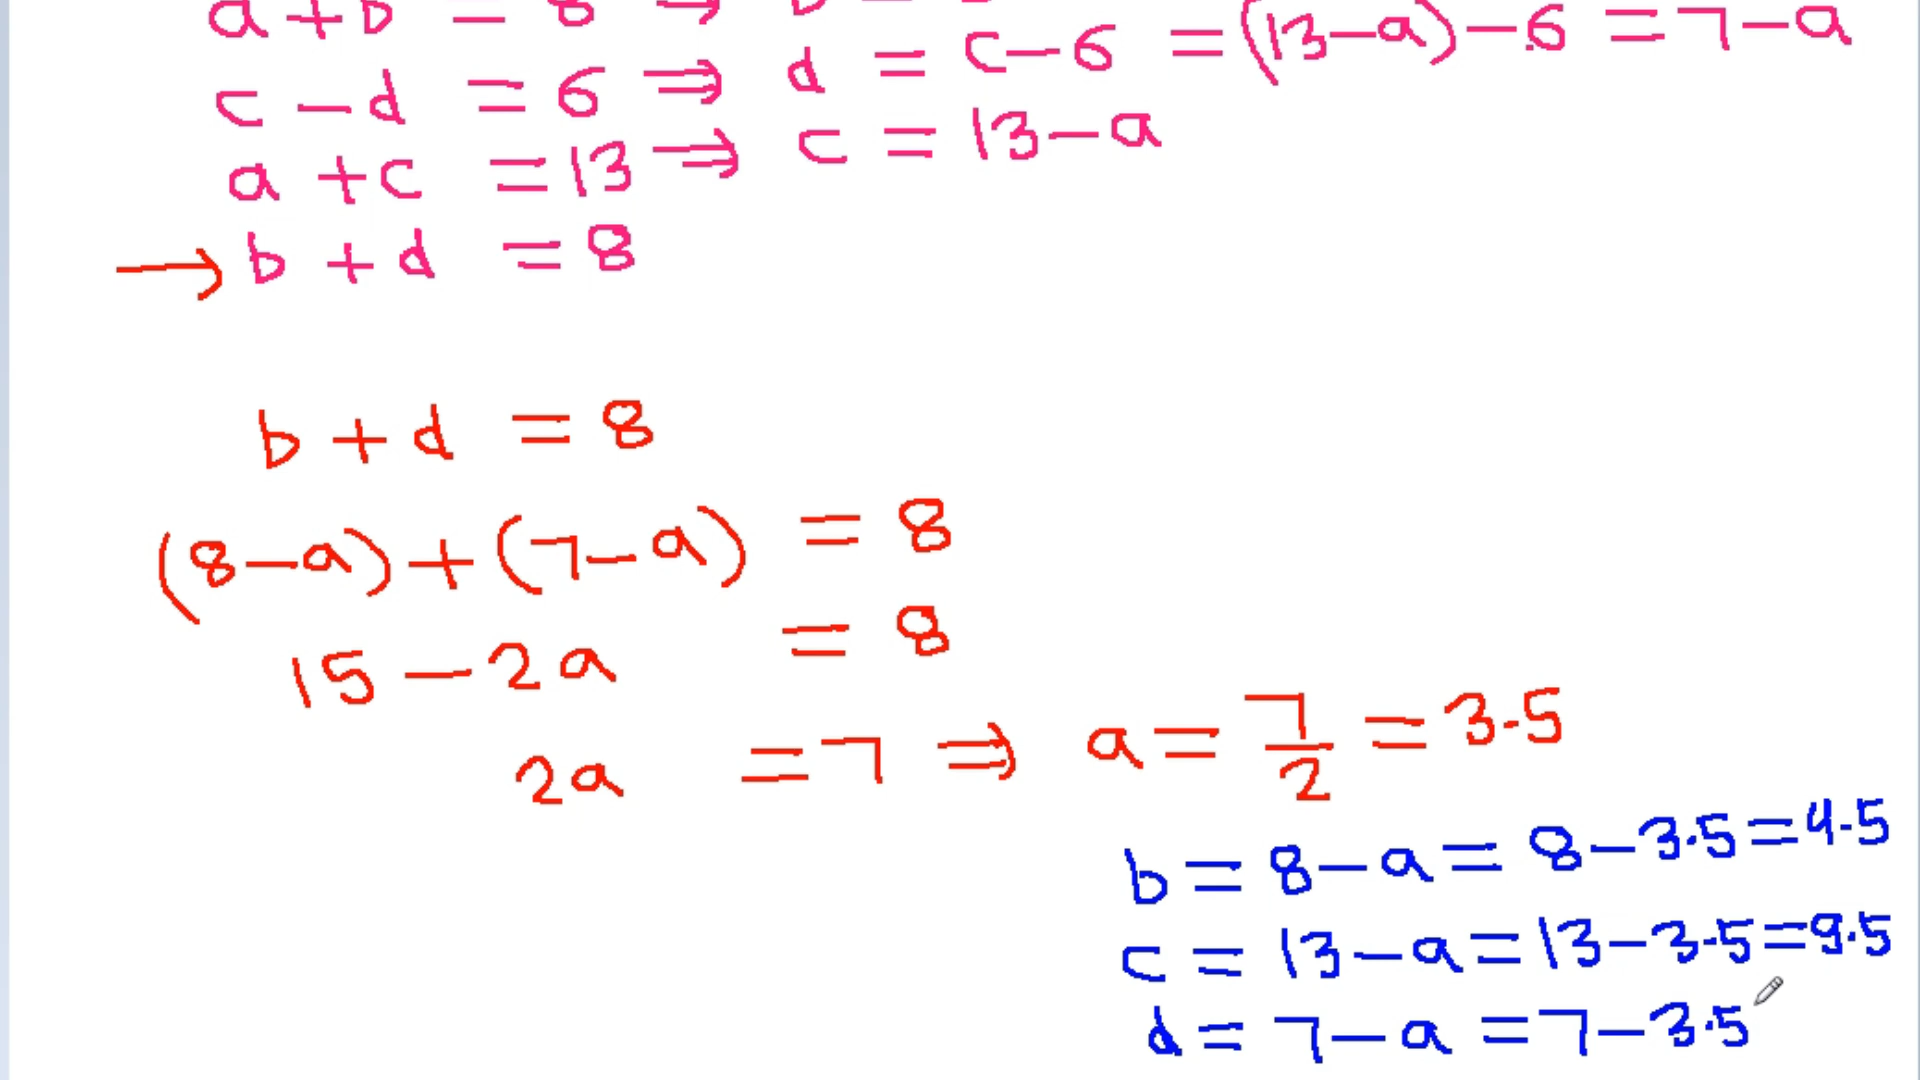 a + b = 8 ⇒ b =
c - d = 6 ⇒ d = c - 6 = (13 - a) - 6 = 7 - a
a + c = 13 ⇒ c = 13 - a
→ b + d = 8
b + d = 8
(8 - a) + (7 - a) = 8
15 - 2a = 8
2a = 7 ⇒ a = 7/2 = 3.5
b = 8 - a = 8 - 3.5 = 4.5
c = 13 - a = 13 - 3.5 = 9.5
d = 7 - a = 7 - 3.5